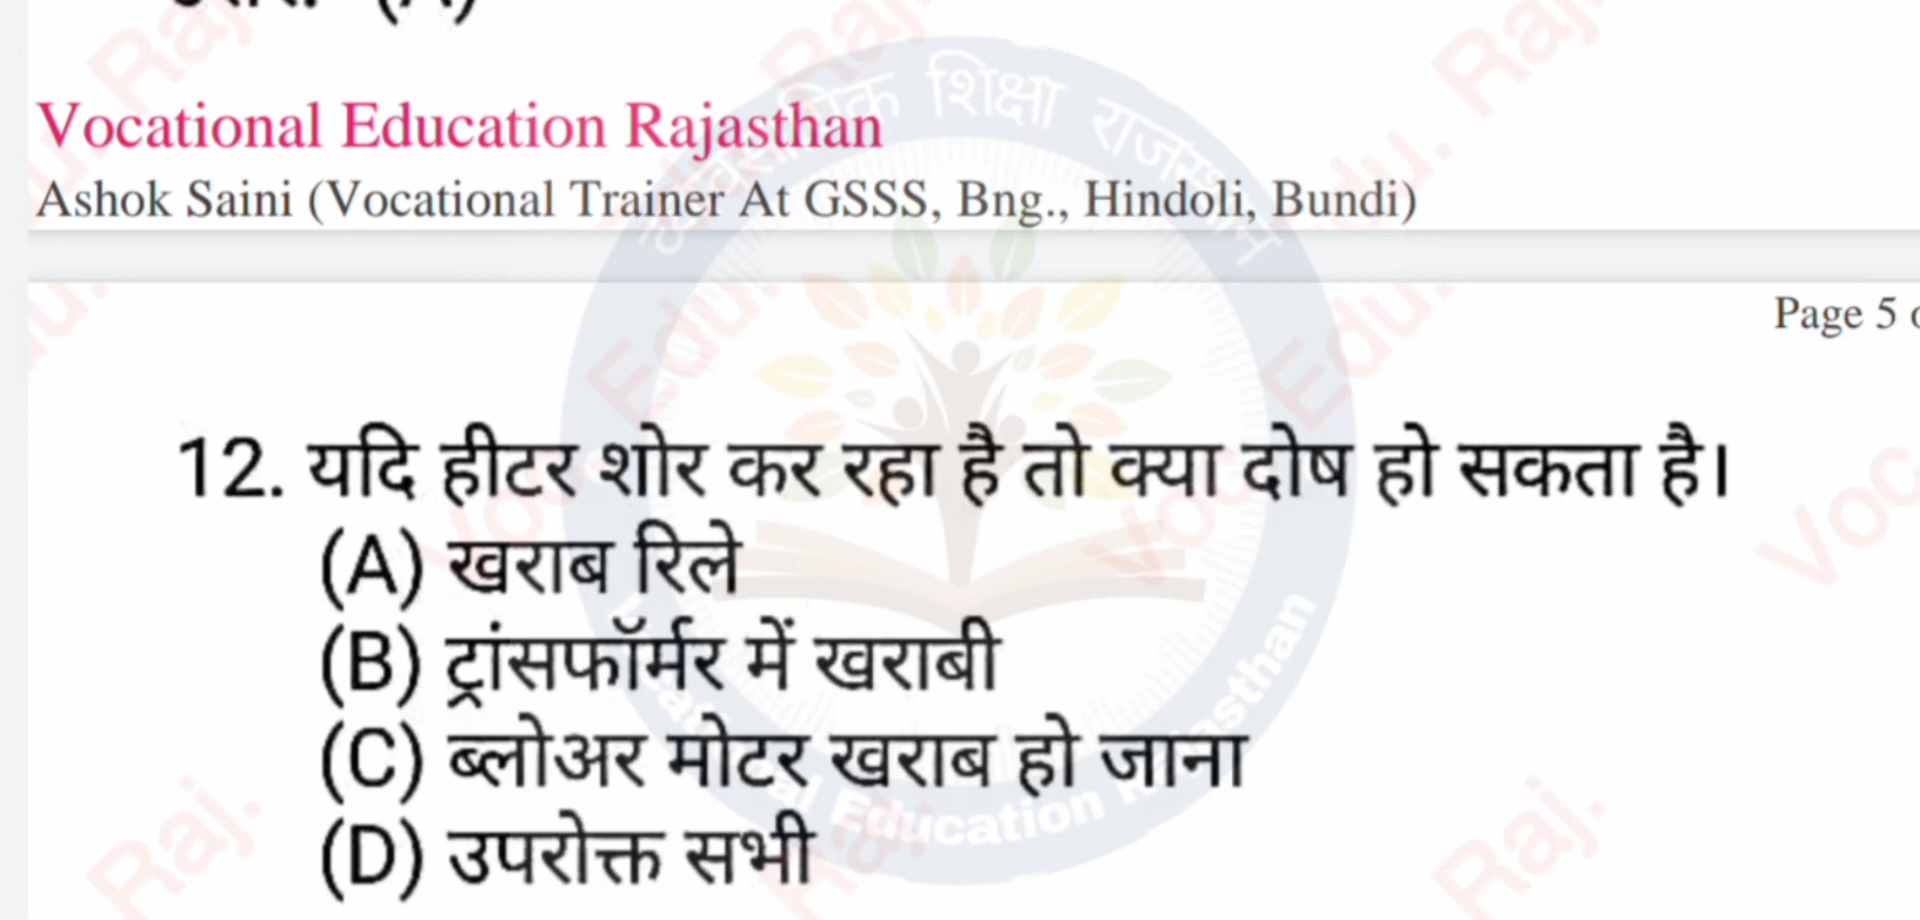 Vocational Education Rajasthan
Ashok Saini (Vocational Trainer At GSSS, Bng., Hindoli, Bundi)
Page 5
12. यदि हीटर शोर कर रहा है तो क्या दोष हो सकता है।
(A) खराब रिले
(B) ट्रांसफॉर्मर में खराबी
(C) ब्लोअर मोटर खराब हो जाना
(D) उपरोक्त सभी